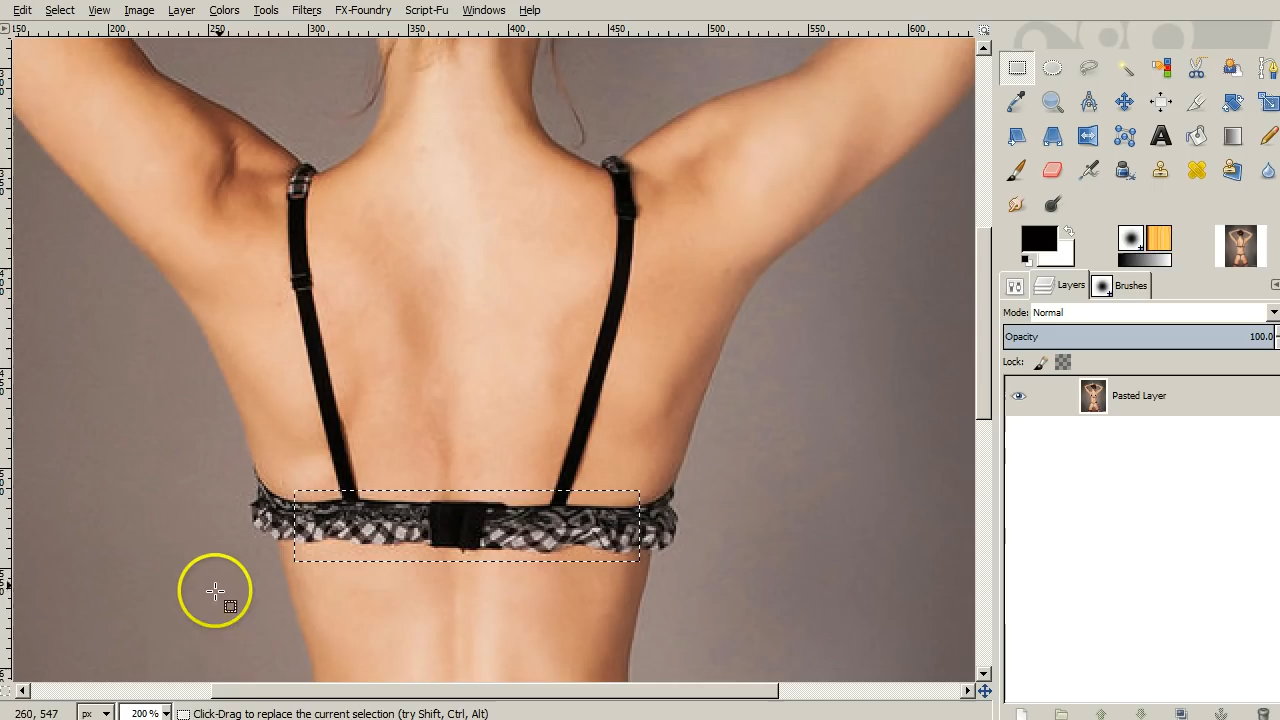 Edit Select View Image Layer Colors Tools Filters FX-Foundry Script-Fu Windows Help
150 200 250 300 350 400 450 500 550 600
Layers Brushes
Mode: Normal
Opacity 100.0
Lock:
Pasted Layer
260, 547 px 200 % Click-Drag to replace the current selection (try Shift, Ctrl, Alt)